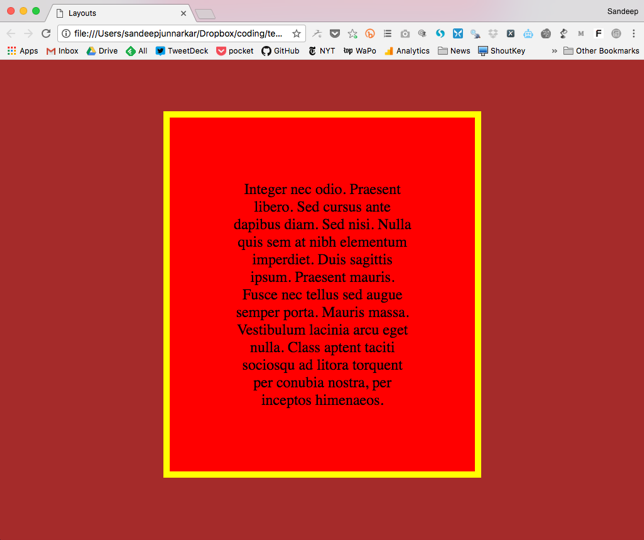 Layouts
Sandeep
file:///Users/sandeepjunnarkar/Dropbox/coding/te...
Apps Inbox Drive All TweetDeck pocket GitHub NYT WaPo Analytics News ShoutKey » Other Bookmarks
Integer nec odio. Praesent
libero. Sed cursus ante
dapibus diam. Sed nisi. Nulla
quis sem at nibh elementum
imperdiet. Duis sagittis
ipsum. Praesent mauris.
Fusce nec tellus sed augue
semper porta. Mauris massa.
Vestibulum lacinia arcu eget
nulla. Class aptent taciti
sociosqu ad litora torquent
per conubia nostra, per
inceptos himenaeos.